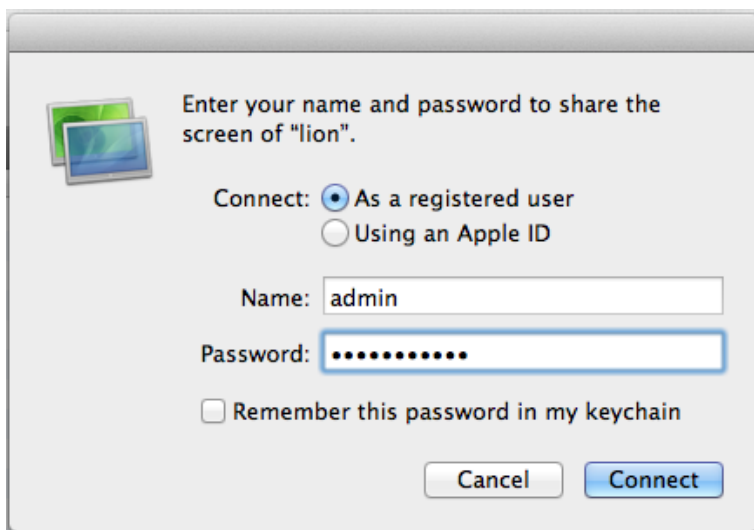 Enter your name and password to share the
screen of “lion”.
Connect: As a registered user
Using an Apple ID
Name: admin
Password: •••••••••••
Remember this password in my keychain
Cancel Connect